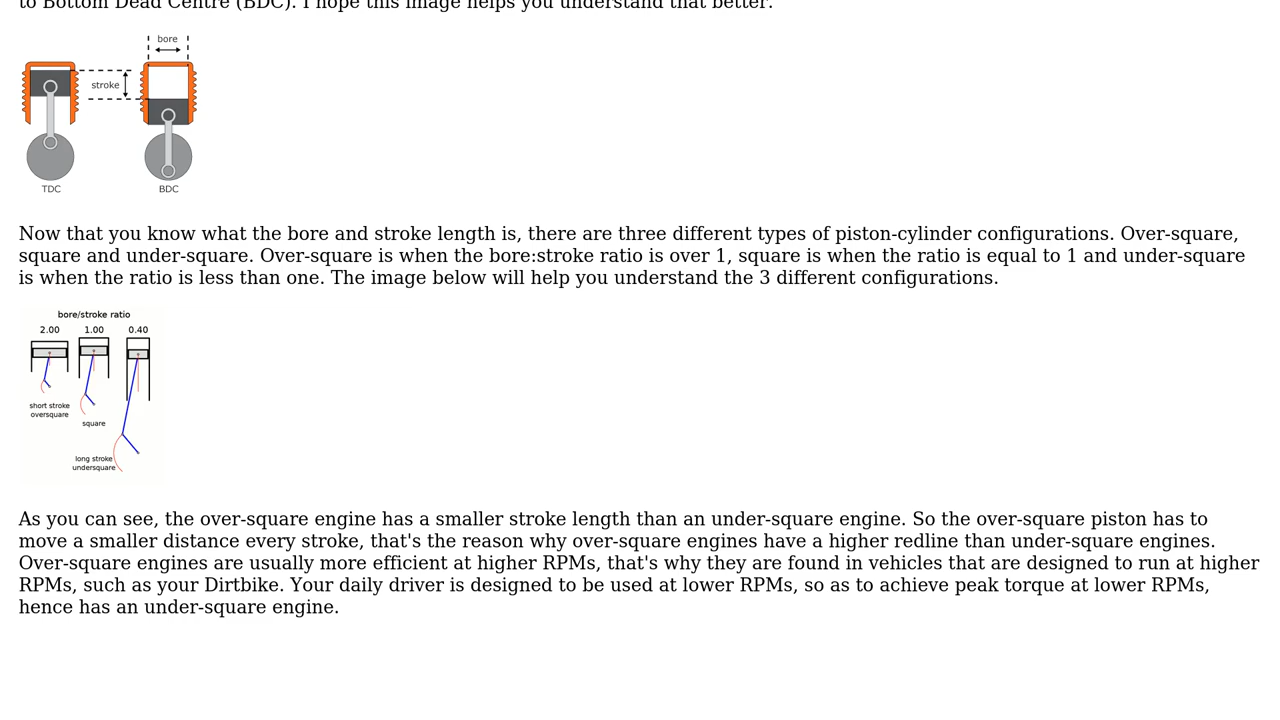 to Bottom Dead Centre (BDC). I hope this image helps you understand that better.
bore
stroke
TDC
BDC
Now that you know what the bore and stroke length is, there are three different types of piston-cylinder configurations. Over-square,
square and under-square. Over-square is when the bore:stroke ratio is over 1, square is when the ratio is equal to 1 and under-square
is when the ratio is less than one. The image below will help you understand the 3 different configurations.
bore/stroke ratio
2.00 1.00 0.40
short stroke
oversquare
square
long stroke
undersquare
As you can see, the over-square engine has a smaller stroke length than an under-square engine. So the over-square piston has to
move a smaller distance every stroke, that's the reason why over-square engines have a higher redline than under-square engines.
Over-square engines are usually more efficient at higher RPMs, that's why they are found in vehicles that are designed to run at higher
RPMs, such as your Dirtbike. Your daily driver is designed to be used at lower RPMs, so as to achieve peak torque at lower RPMs,
hence has an under-square engine.